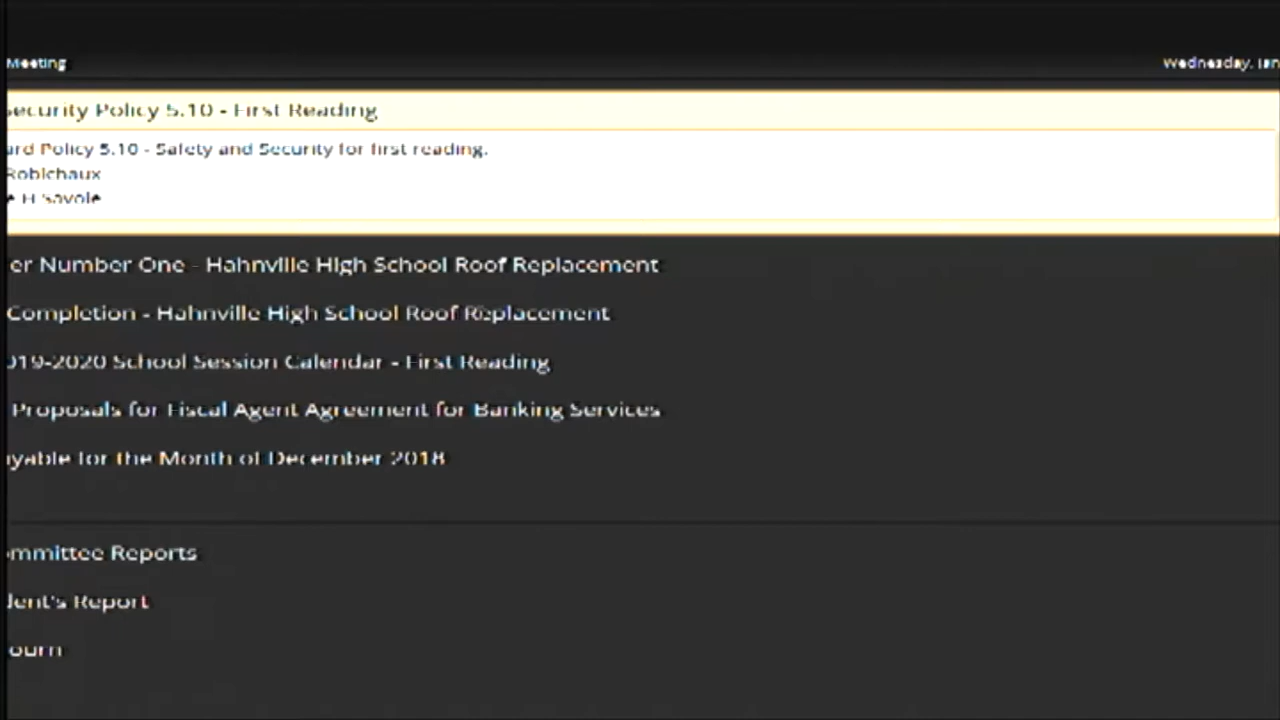 Meeting
Wednesday, Jan
Security Policy 5.10 - First Reading
ard Policy 5.10 - Safety and Security for first reading.
Robichaux
e H Savoie
er Number One - Hahnville High School Roof Replacement
Completion - Hahnville High School Roof Replacement
019-2020 School Session Calendar - First Reading
Proposals for Fiscal Agent Agreement for Banking Services
yable for the Month of December 2018
ommittee Reports
dent's Report
ourn